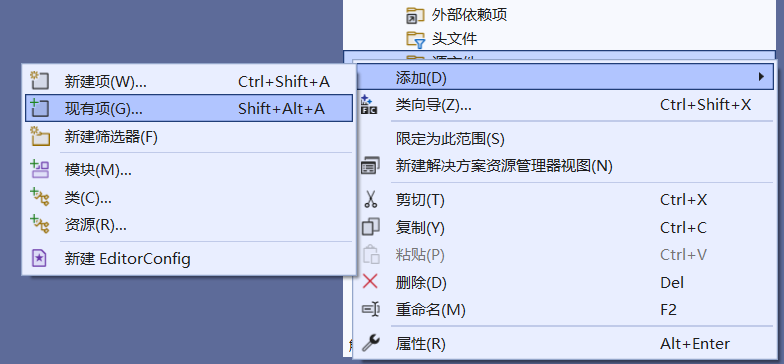 外部依赖项
头文件
源文件
新建项(W)... Ctrl+Shift+A
现有项(G)... Shift+Alt+A
新建筛选器(F)
模块(M)...
类(C)...
资源(R)...
新建 EditorConfig
添加(D)
类向导(Z)... Ctrl+Shift+X
限定为此范围(S)
新建解决方案资源管理器视图(N)
剪切(T) Ctrl+X
复制(Y) Ctrl+C
粘贴(P) Ctrl+V
删除(D) Del
重命名(M) F2
属性(R) Alt+Enter